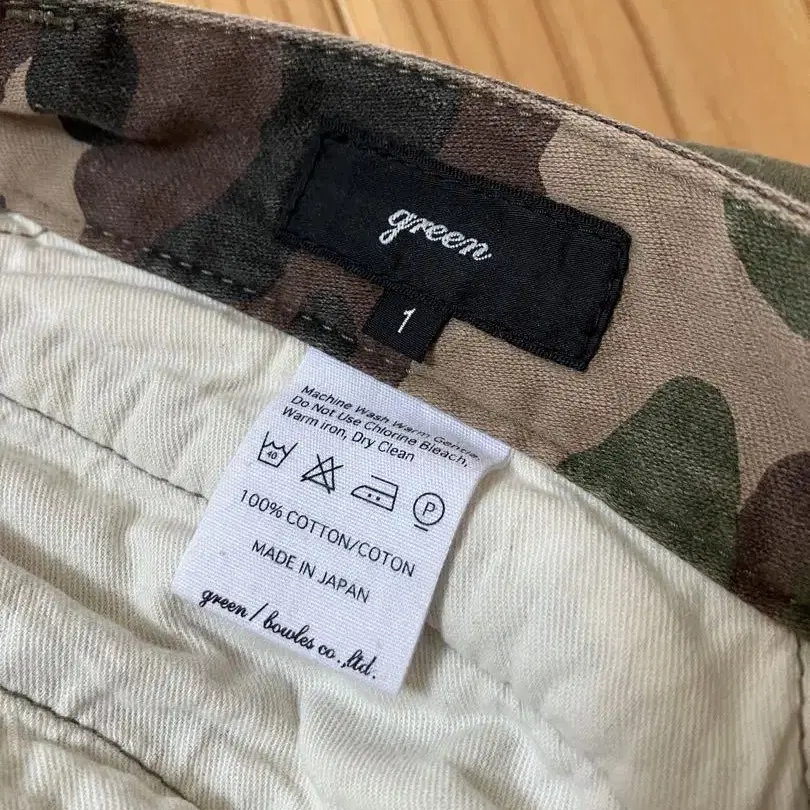 green
1
Machine Wash Warm Gentle,
Do Not Use Chlorine Bleach,
Warm iron, Dry Clean
40
P
100% COTTON/COTON
MADE IN JAPAN
green / bowles co.,ltd.